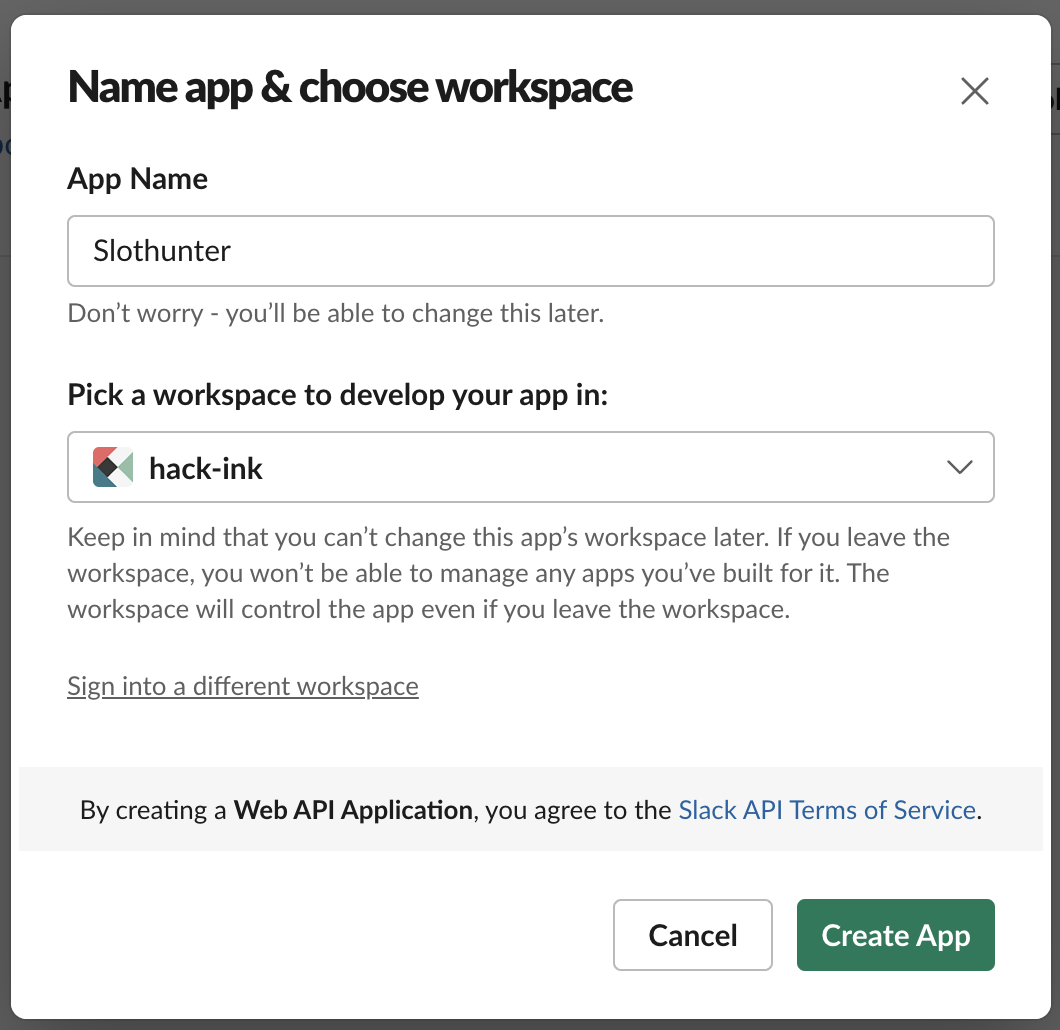 Name app & choose workspace
App Name
Slothunter
Don’t worry - you’ll be able to change this later.
Pick a workspace to develop your app in:
hack-ink
Keep in mind that you can’t change this app’s workspace later. If you leave the
workspace, you won’t be able to manage any apps you’ve built for it. The
workspace will control the app even if you leave the workspace.
Sign into a different workspace
By creating a Web API Application, you agree to the Slack API Terms of Service.
Cancel
Create App